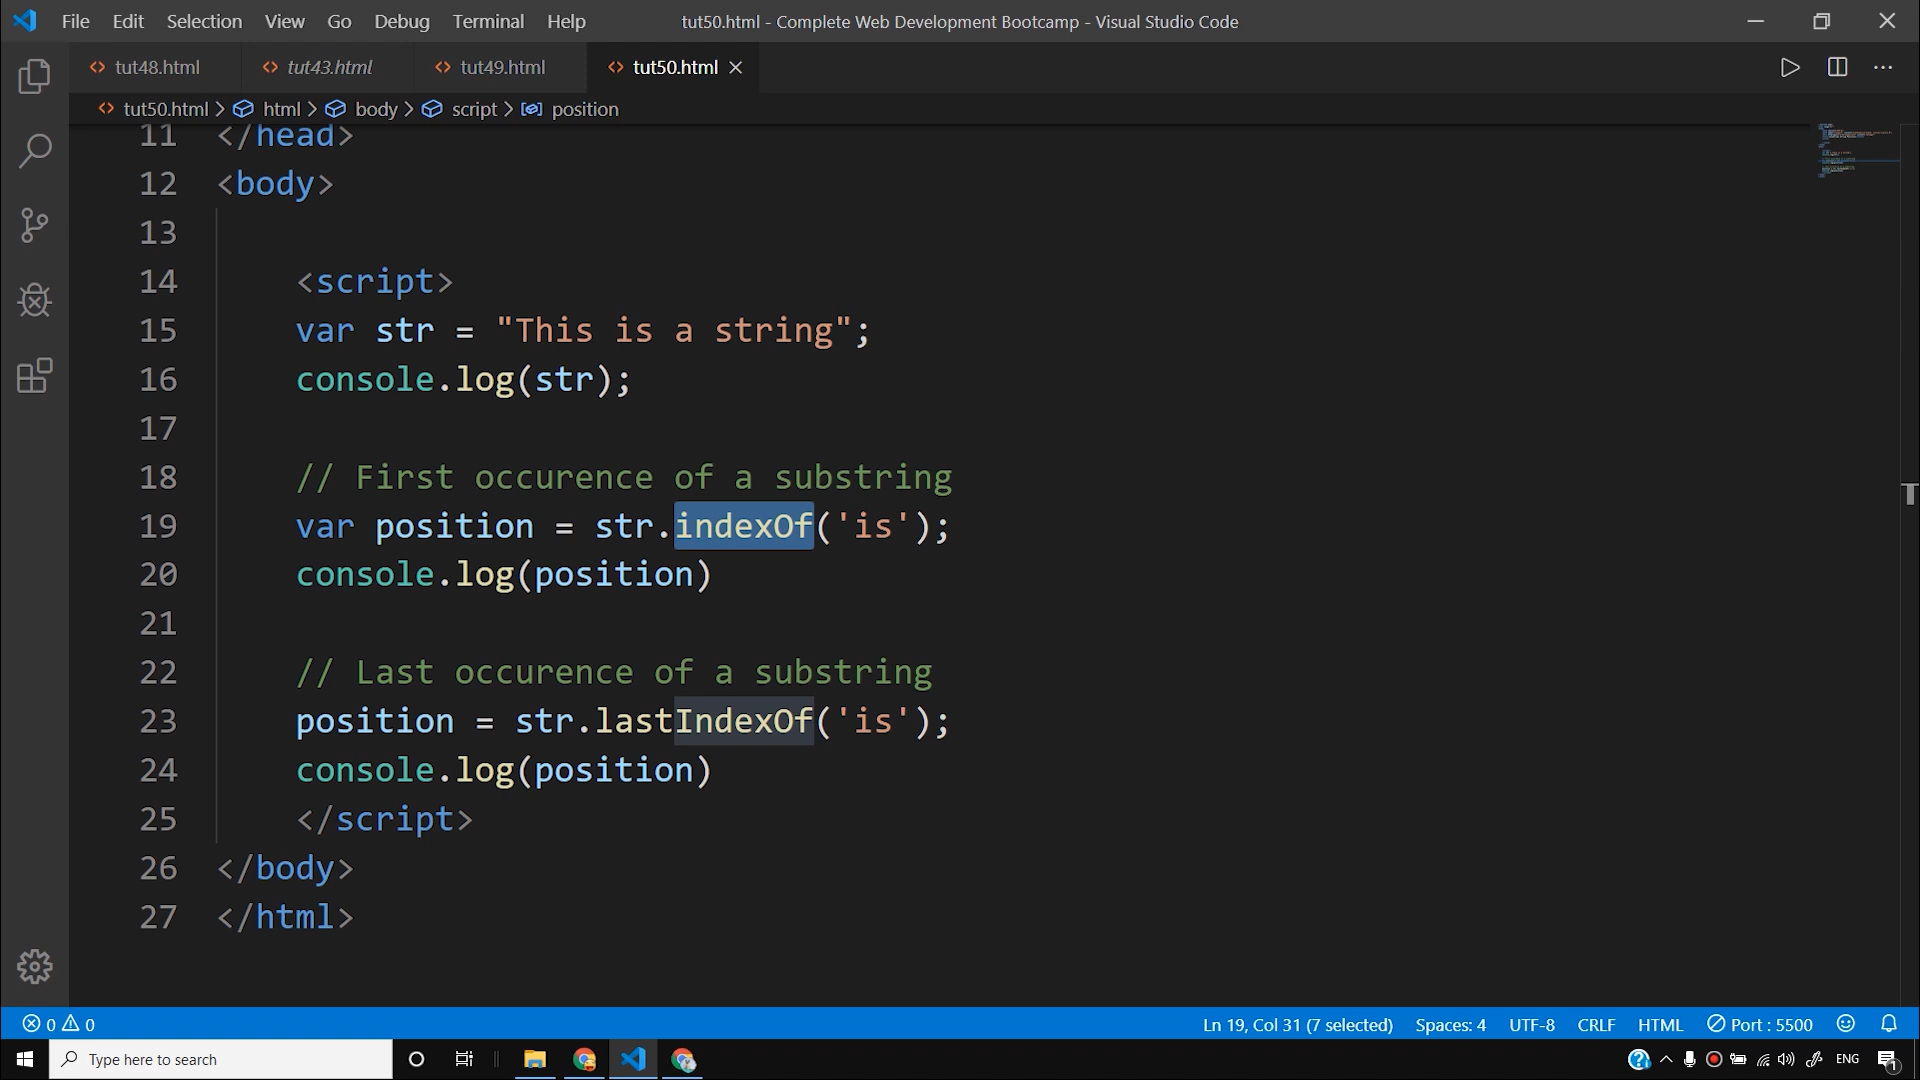 File Edit Selection View Go Debug Terminal Help tut50.html - Complete Web Development Bootcamp - Visual Studio Code
tut48.html tut43.html tut49.html tut50.html
tut50.html > html > body > script > position
11 </head>
12 <body>
13
14 <script>
15 var str = "This is a string";
16 console.log(str);
17
18 // First occurence of a substring
19 var position = str.indexOf('is');
20 console.log(position)
21
22 // Last occurence of a substring
23 position = str.lastIndexOf('is');
24 console.log(position)
25 </script>
26 </body>
27 </html>
0 0 Ln 19, Col 31 (7 selected) Spaces: 4 UTF-8 CRLF HTML Port : 5500
Type here to search ENG 1